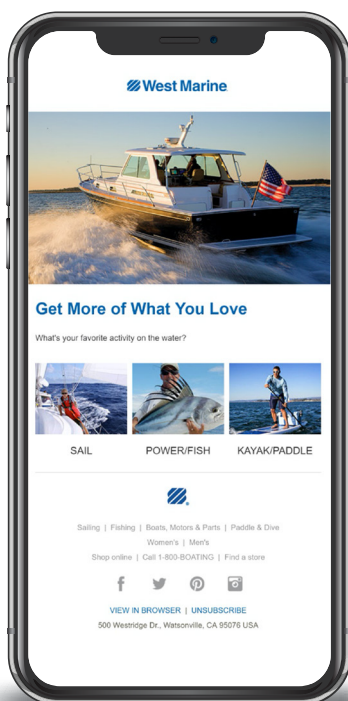 West Marine
Get More of What You Love
What's your favorite activity on the water?
SAIL
POWER/FISH
KAYAK/PADDLE
Sailing | Fishing | Boats, Motors & Parts | Paddle & Dive
Women's | Men's
Shop online | Call 1-800-BOATING | Find a store
VIEW IN BROWSER | UNSUBSCRIBE
500 Westridge Dr., Watsonville, CA 95076 USA